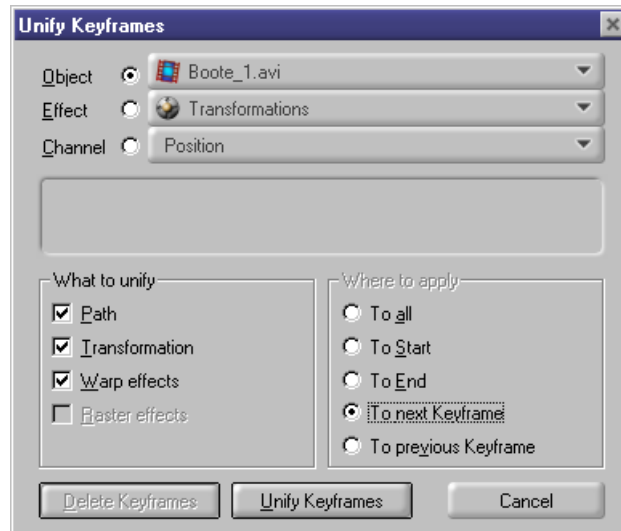 Unify Keyframes
Object Boote_1.avi
Effect Transformations
Channel Position
What to unify
Path
Transformation
Warp effects
Raster effects
Where to apply
To all
To Start
To End
To next Keyframe
To previous Keyframe
Delete Keyframes Unify Keyframes Cancel